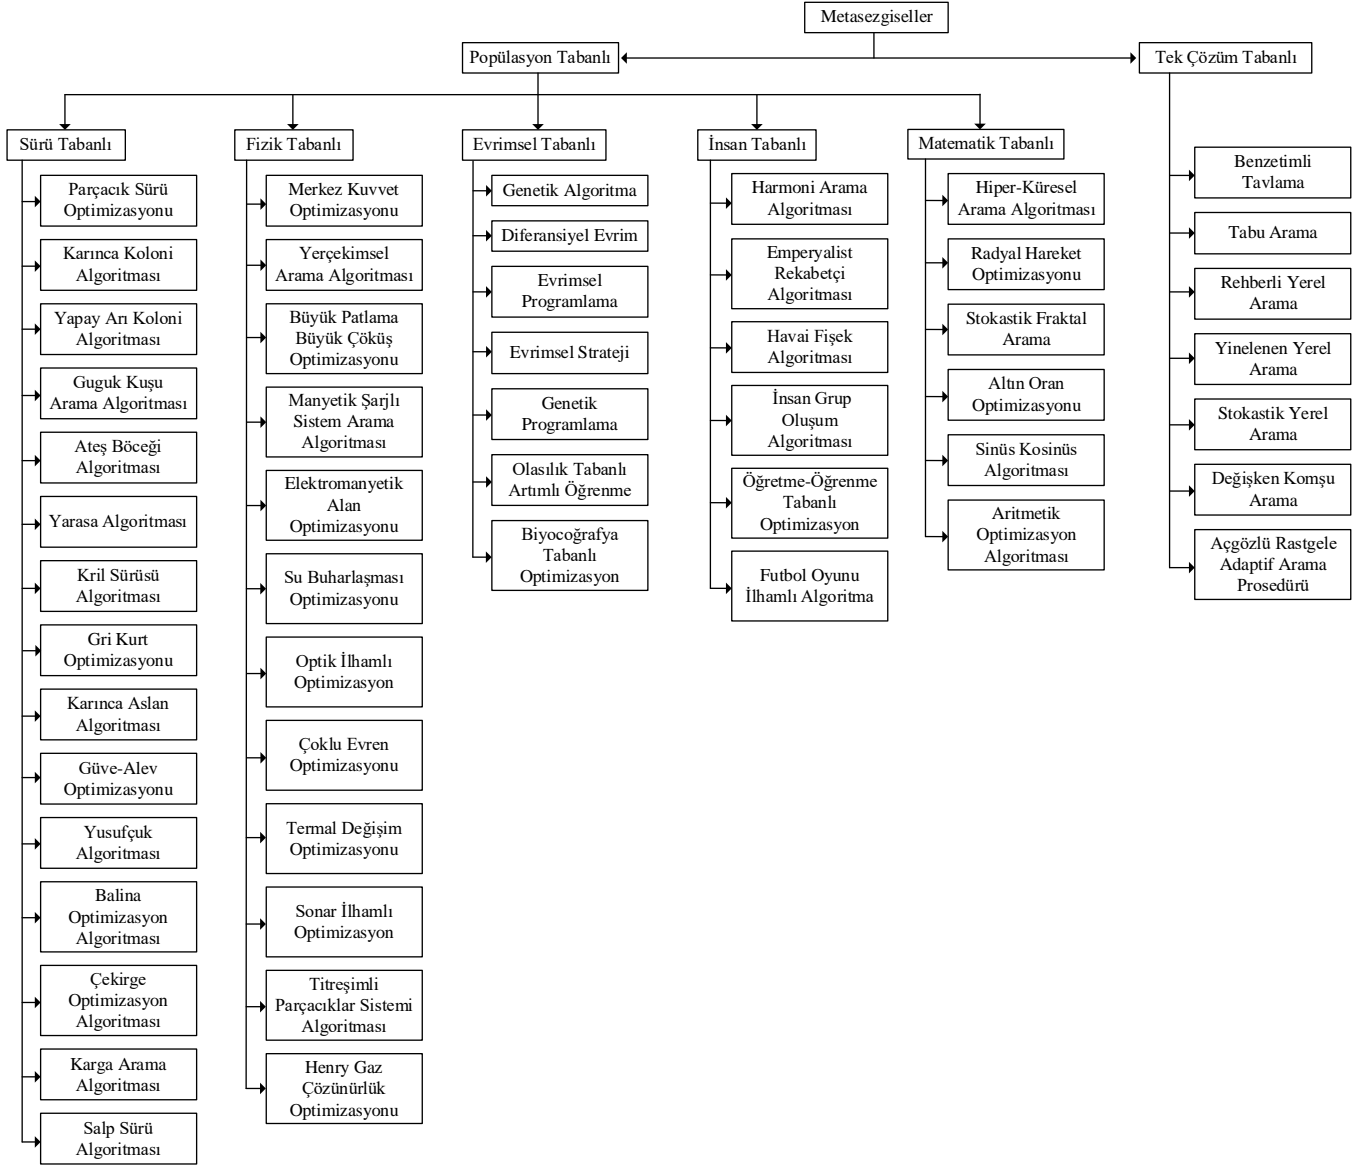 Metasezgiseller
Popülasyon Tabanlı
Tek Çözüm Tabanlı
Sürü Tabanlı
Parçacık Sürü
Optimizasyonu
Karınca Koloni
Algoritması
Yapay Arı Koloni
Algoritması
Guguk Kuşu
Arama Algoritması
Ateş Böceği
Algoritması
Yarasa Algoritması
Kril Sürüsü
Algoritması
Gri Kurt
Optimizasyonu
Karınca Aslan
Algoritması
Güve-Alev
Optimizasyonu
Yusufçuk
Algoritması
Balina
Optimizasyon
Algoritması
Çekirge
Optimizasyon
Algoritması
Karga Arama
Algoritması
Salp Sürü
Algoritması
Fizik Tabanlı
Merkez Kuvvet
Optimizasyonu
Yerçekimsel
Arama Algoritması
Büyük Patlama
Büyük Çöküş
Optimizasyonu
Manyetik Şarjlı
Sistem Arama
Algoritması
Elektromanyetik
Alan
Optimizasyonu
Su Buharlaşması
Optimizasyonu
Optik İlhamlı
Optimizasyon
Çoklu Evren
Optimizasyonu
Termal Değişim
Optimizasyonu
Sonar İlhamlı
Optimizasyon
Titreşimli
Parçacıklar Sistemi
Algoritması
Henry Gaz
Çözünürlük
Optimizasyonu
Evrimsel Tabanlı
Genetik Algoritma
Diferansiyel Evrim
Evrimsel
Programlama
Evrimsel Strateji
Genetik
Programlama
Olasılık Tabanlı
Artımlı Öğrenme
Biyocoğrafya
Tabanlı
Optimizasyon
İnsan Tabanlı
Harmoni Arama
Algoritması
Emperyalist
Rekabetçi
Algoritması
Havai Fişek
Algoritması
İnsan Grup
Oluşum
Algoritması
Öğretme-Öğrenme
Tabanlı
Optimizasyon
Futbol Oyunu
İlhamlı Algoritma
Matematik Tabanlı
Hiper-Küresel
Arama Algoritması
Radyal Hareket
Optimizasyonu
Stokastik Fraktal
Arama
Altın Oran
Optimizasyonu
Sinüs Kosinüs
Algoritması
Aritmetik
Optimizasyon
Algoritması
Benzetimli
Tavlama
Tabu Arama
Rehberli Yerel
Arama
Yinelenen Yerel
Arama
Stokastik Yerel
Arama
Değişken Komşu
Arama
Açgözlü Rastgele
Adaptif Arama
Prosedürü